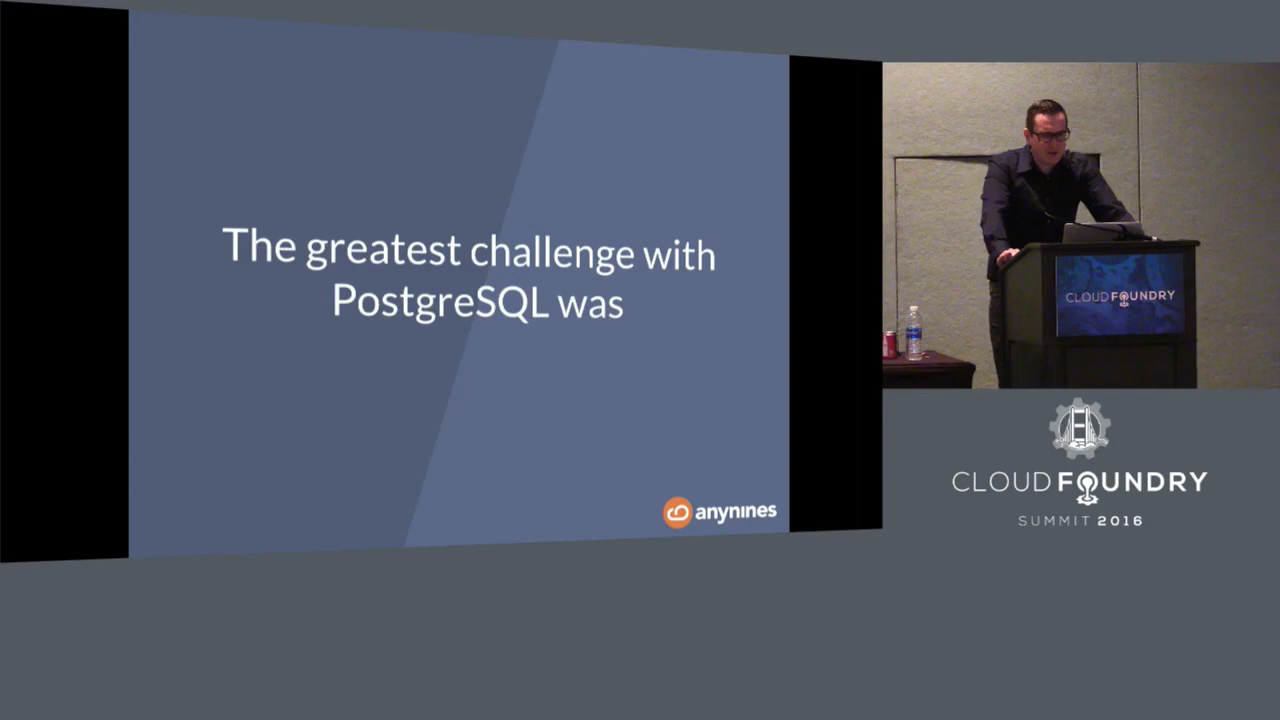 The greatest challenge with
PostgreSQL was
anynines
CLOUD FOUNDRY
CLOUD FOUNDRY
SUMMIT 2016